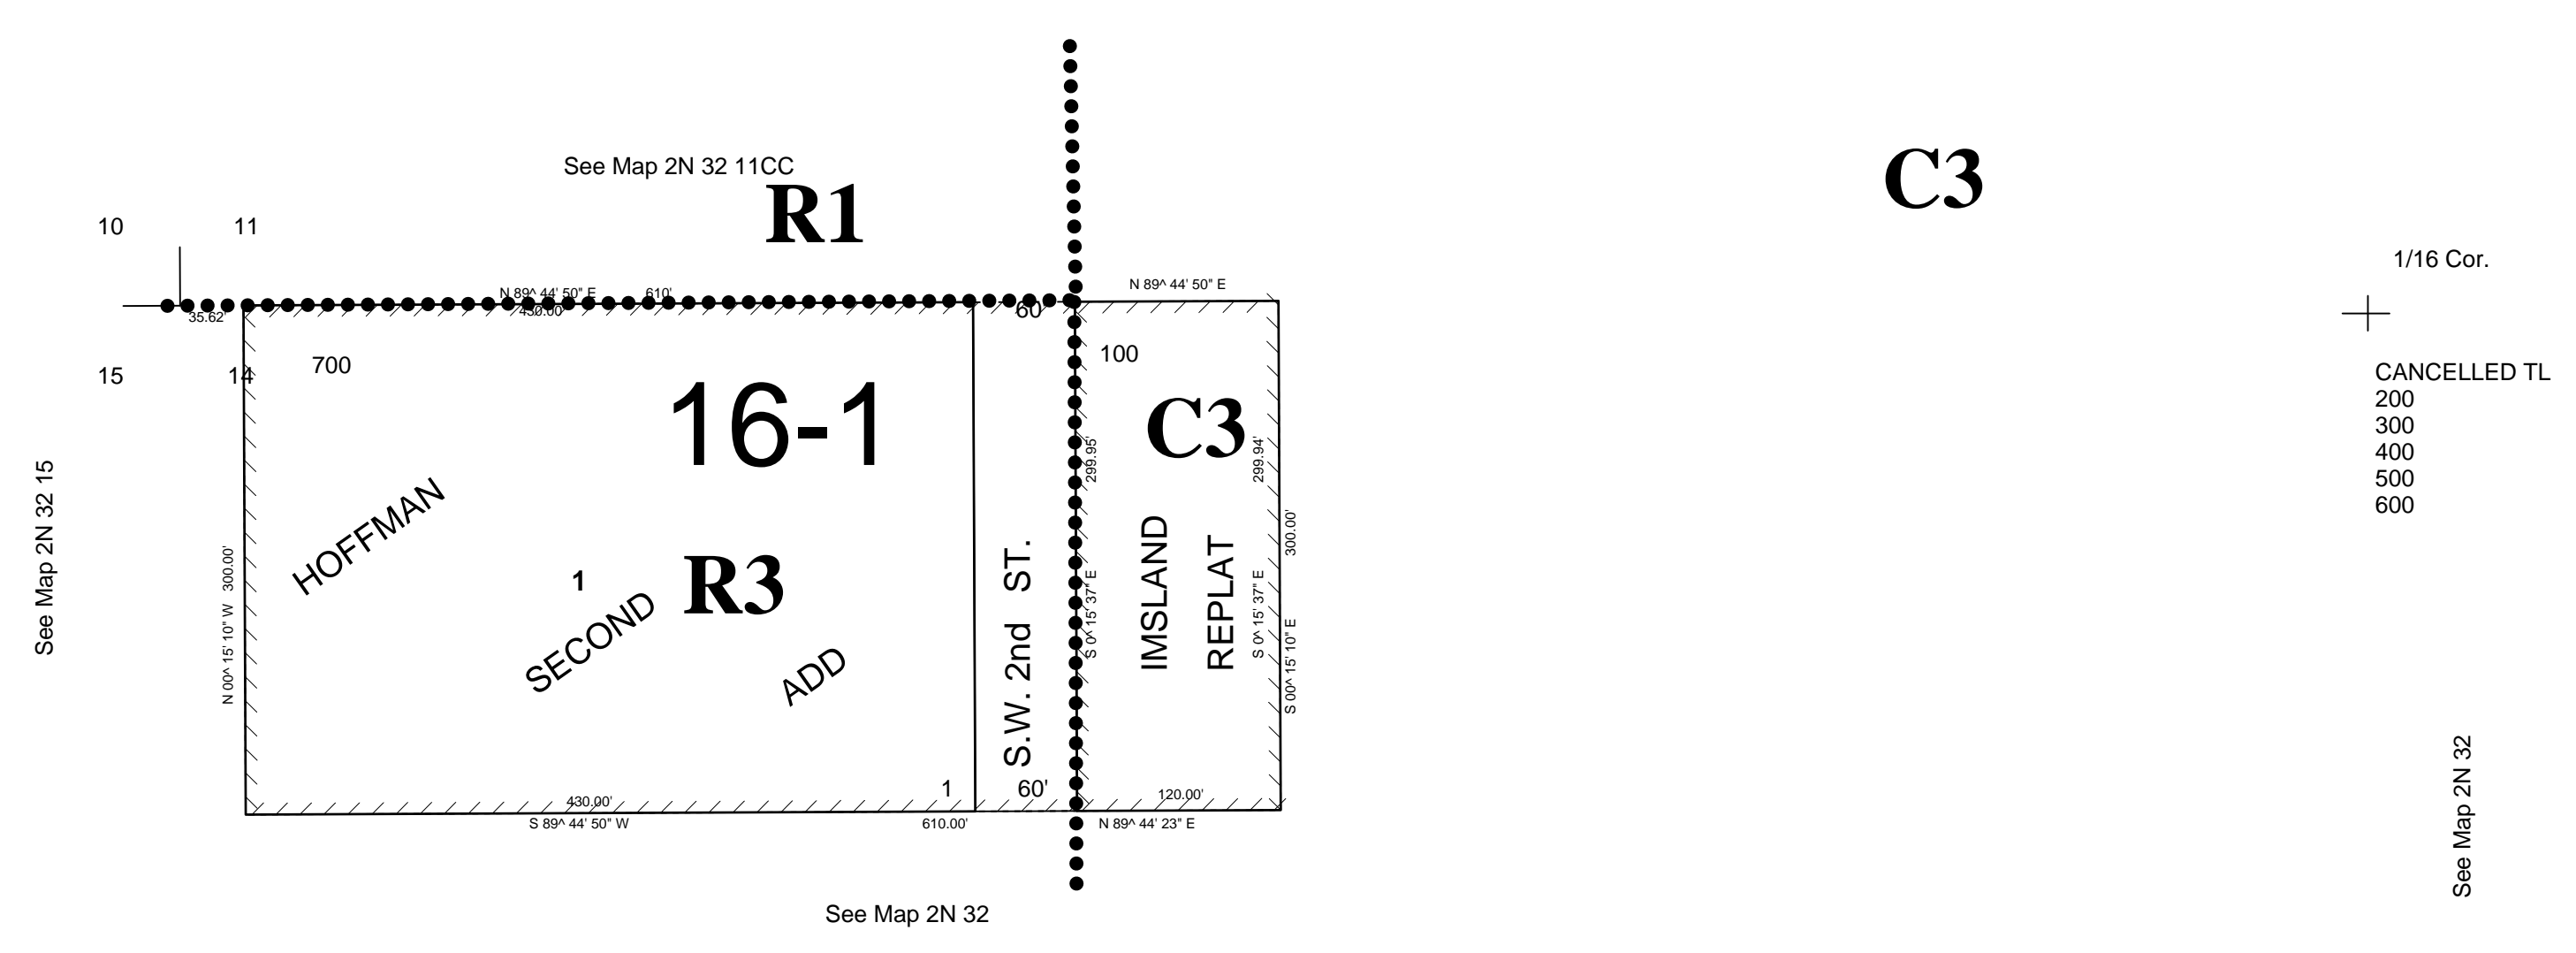 See Map 2N 32 11CC
R1
C3
10
11
1/16 Cor.
N 89^ 44' 50" E
610'
N 89^ 44' 50" E
35.62'
430.00'
60'
700
100
15
14
CANCELLED TL
200
300
400
500
600
16-1
C3
299.95'
299.94'
See Map 2N 32 15
HOFFMAN
1
SECOND
R3
ADD
N 00^ 15' 10" W 300.00'
S.W. 2nd ST.
S 0^ 15' 37" E
IMSLAND
REPLAT
S 0^ 15' 37" E
300.00'
S 00^ 15' 10" E
430.00'
1
60'
120.00'
S 89^ 44' 50" W
610.00'
N 89^ 44' 23" E
See Map 2N 32
See Map 2N 32